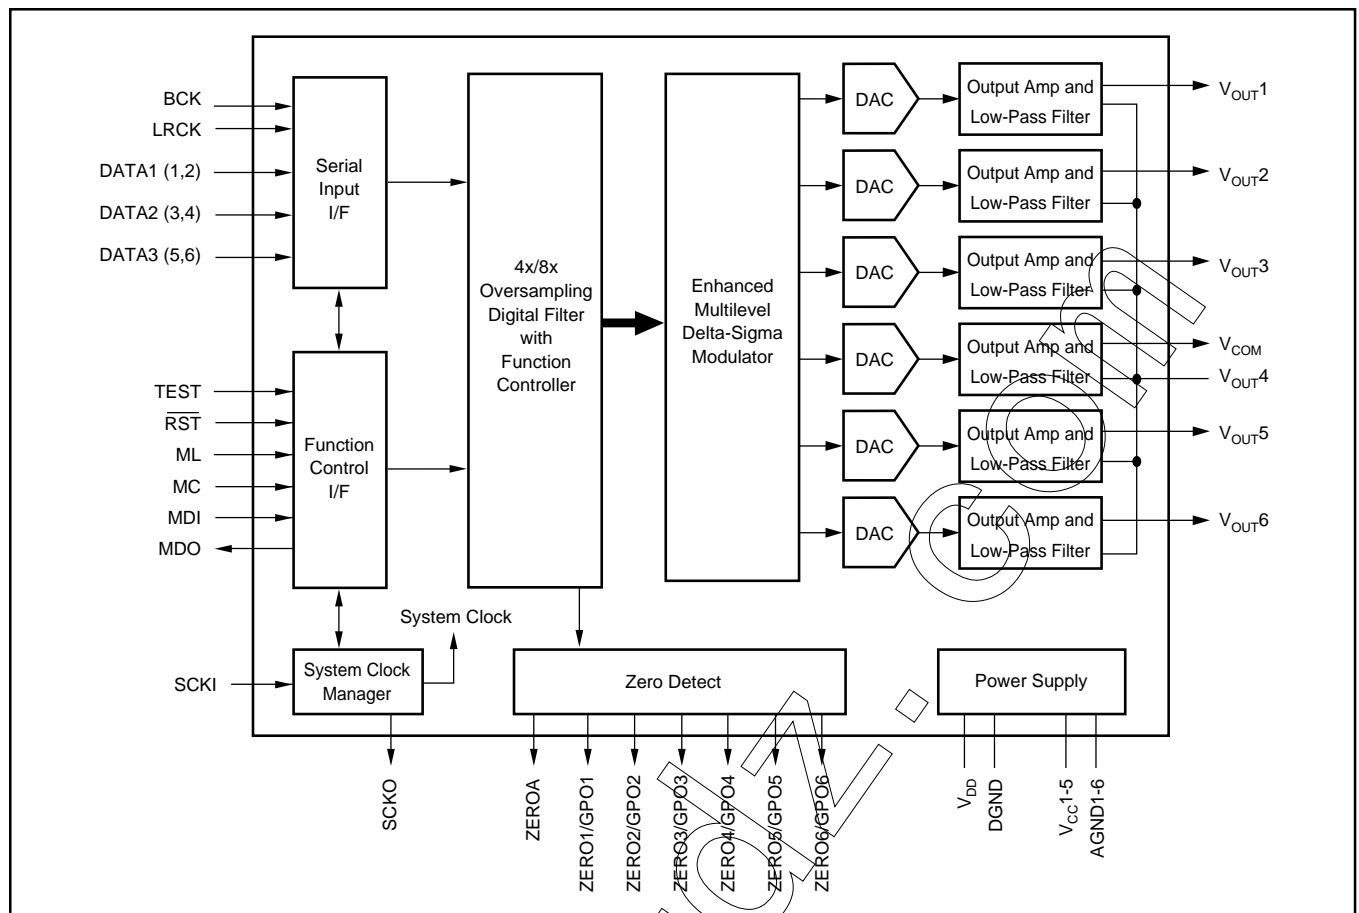 BCK
LRCK
DATA1 (1,2)
DATA2 (3,4)
DATA3 (5,6)
Serial
Input
I/F
TEST
RST
ML
MC
MDI
MDO
Function
Control
I/F
SCKI
System Clock
Manager
System Clock
SCKO
4x/8x
Oversampling
Digital Filter
with
Function
Controller
Enhanced
Multilevel
Delta-Sigma
Modulator
DAC
Output Amp and
Low-Pass Filter
VOUT1
DAC
Output Amp and
Low-Pass Filter
VOUT2
DAC
Output Amp and
Low-Pass Filter
VOUT3
DAC
Output Amp and
Low-Pass Filter
VCOM
VOUT4
DAC
Output Amp and
Low-Pass Filter
VOUT5
DAC
Output Amp and
Low-Pass Filter
VOUT6
Zero Detect
ZEROA
ZERO1/GPO1
ZERO2/GPO2
ZERO3/GPO3
ZERO4/GPO4
ZERO5/GPO5
ZERO6/GPO6
Power Supply
VDD
DGND
VCC1-5
AGND1-6
.com